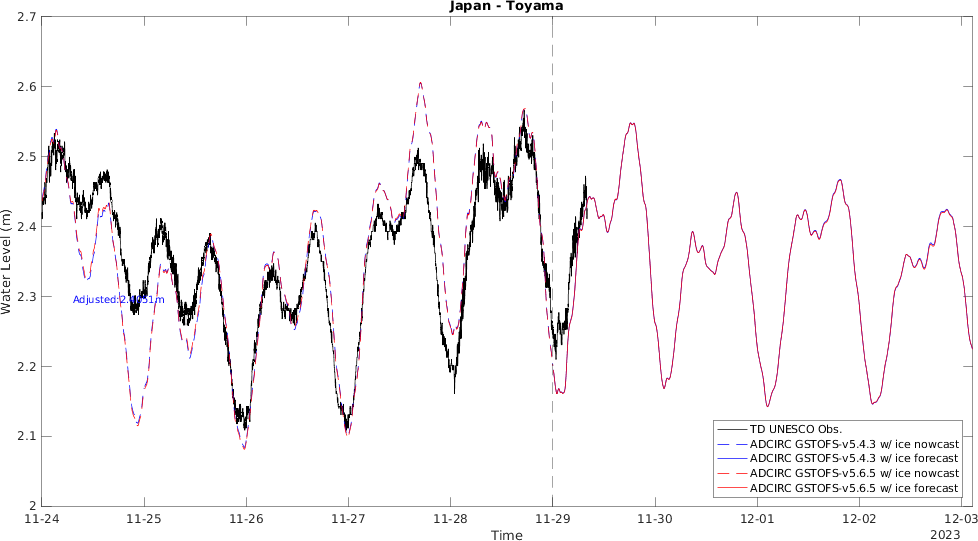 Japan - Toyama
2.7
2.6
2.5
2.4
2.3
2.2
2.1
2
Water Level (m)
11-24
11-25
11-26
11-27
11-28
11-29
11-30
12-01
12-02
12-03
Time
2023
TD UNESCO Obs.
ADCIRC GSTOFS-v5.4.3 w/ ice nowcast
ADCIRC GSTOFS-v5.4.3 w/ ice forecast
ADCIRC GSTOFS-v5.6.5 w/ ice nowcast
ADCIRC GSTOFS-v5.6.5 w/ ice forecast